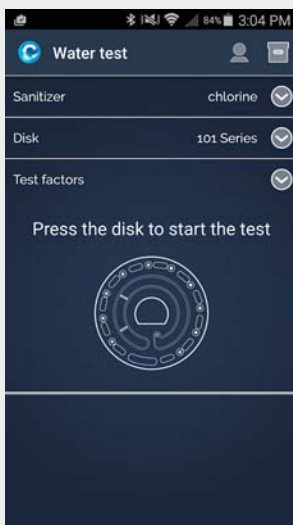 84% 3:04 PM
Water test
Sanitizer chlorine
Disk 101 Series
Test factors
Press the disk to start the test